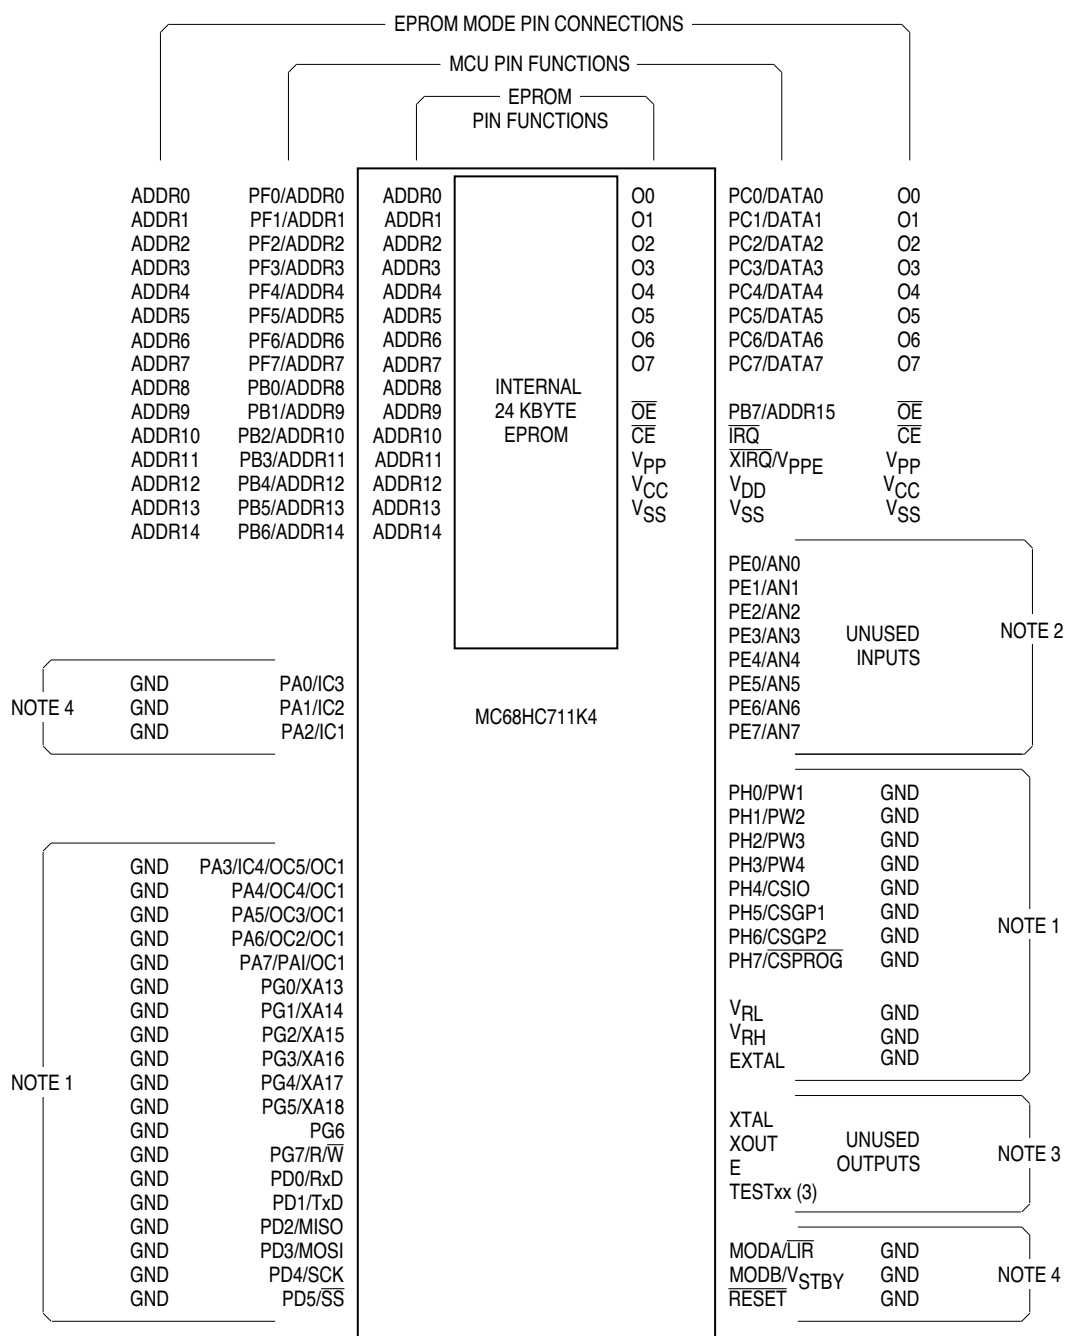 EPROM MODE PIN CONNECTIONS
MCU PIN FUNCTIONS
EPROM
PIN FUNCTIONS
ADDR0 PF0/ADDR0 ADDR0 O0 PC0/DATA0 O0
ADDR1 PF1/ADDR1 ADDR1 O1 PC1/DATA1 O1
ADDR2 PF2/ADDR2 ADDR2 O2 PC2/DATA2 O2
ADDR3 PF3/ADDR3 ADDR3 O3 PC3/DATA3 O3
ADDR4 PF4/ADDR4 ADDR4 O4 PC4/DATA4 O4
ADDR5 PF5/ADDR5 ADDR5 O5 PC5/DATA5 O5
ADDR6 PF6/ADDR6 ADDR6 O6 PC6/DATA6 O6
ADDR7 PF7/ADDR7 ADDR7 O7 PC7/DATA7 O7
ADDR8 PB0/ADDR8 ADDR8 INTERNAL
ADDR9 PB1/ADDR9 ADDR9 24 KBYTE OE PB7/ADDR15 OE
ADDR10 PB2/ADDR10 ADDR10 EPROM CE IRQ CE
ADDR11 PB3/ADDR11 ADDR11 VPP XIRQ/VPPE VPP
ADDR12 PB4/ADDR12 ADDR12 VCC VDD VCC
ADDR13 PB5/ADDR13 ADDR13 VSS VSS VSS
ADDR14 PB6/ADDR14 ADDR14
PE0/AN0
PE1/AN1
PE2/AN2
PE3/AN3 UNUSED NOTE 2
PE4/AN4 INPUTS
GND PA0/IC3 PE5/AN5
NOTE 4 GND PA1/IC2 MC68HC711K4 PE6/AN6
GND PA2/IC1 PE7/AN7
PH0/PW1 GND
PH1/PW2 GND
PH2/PW3 GND
GND PA3/IC4/OC5/OC1 PH3/PW4 GND
GND PA4/OC4/OC1 PH4/CSIO GND
GND PA5/OC3/OC1 PH5/CSGP1 GND NOTE 1
GND PA6/OC2/OC1 PH6/CSGP2 GND
GND PA7/PAI/OC1 PH7/CSPROG GND
GND PG0/XA13
GND PG1/XA14 VRL GND
GND PG2/XA15 VRH GND
GND PG3/XA16 EXTAL GND
NOTE 1 GND PG4/XA17
GND PG5/XA18
GND PG6 XTAL
GND PG7/R/W XOUT UNUSED NOTE 3
GND PD0/RxD E OUTPUTS
GND PD1/TxD TESTxx (3)
GND PD2/MISO
GND PD3/MOSI MODA/LIR GND
GND PD4/SCK MODB/VSTBY GND NOTE 4
GND PD5/SS RESET GND